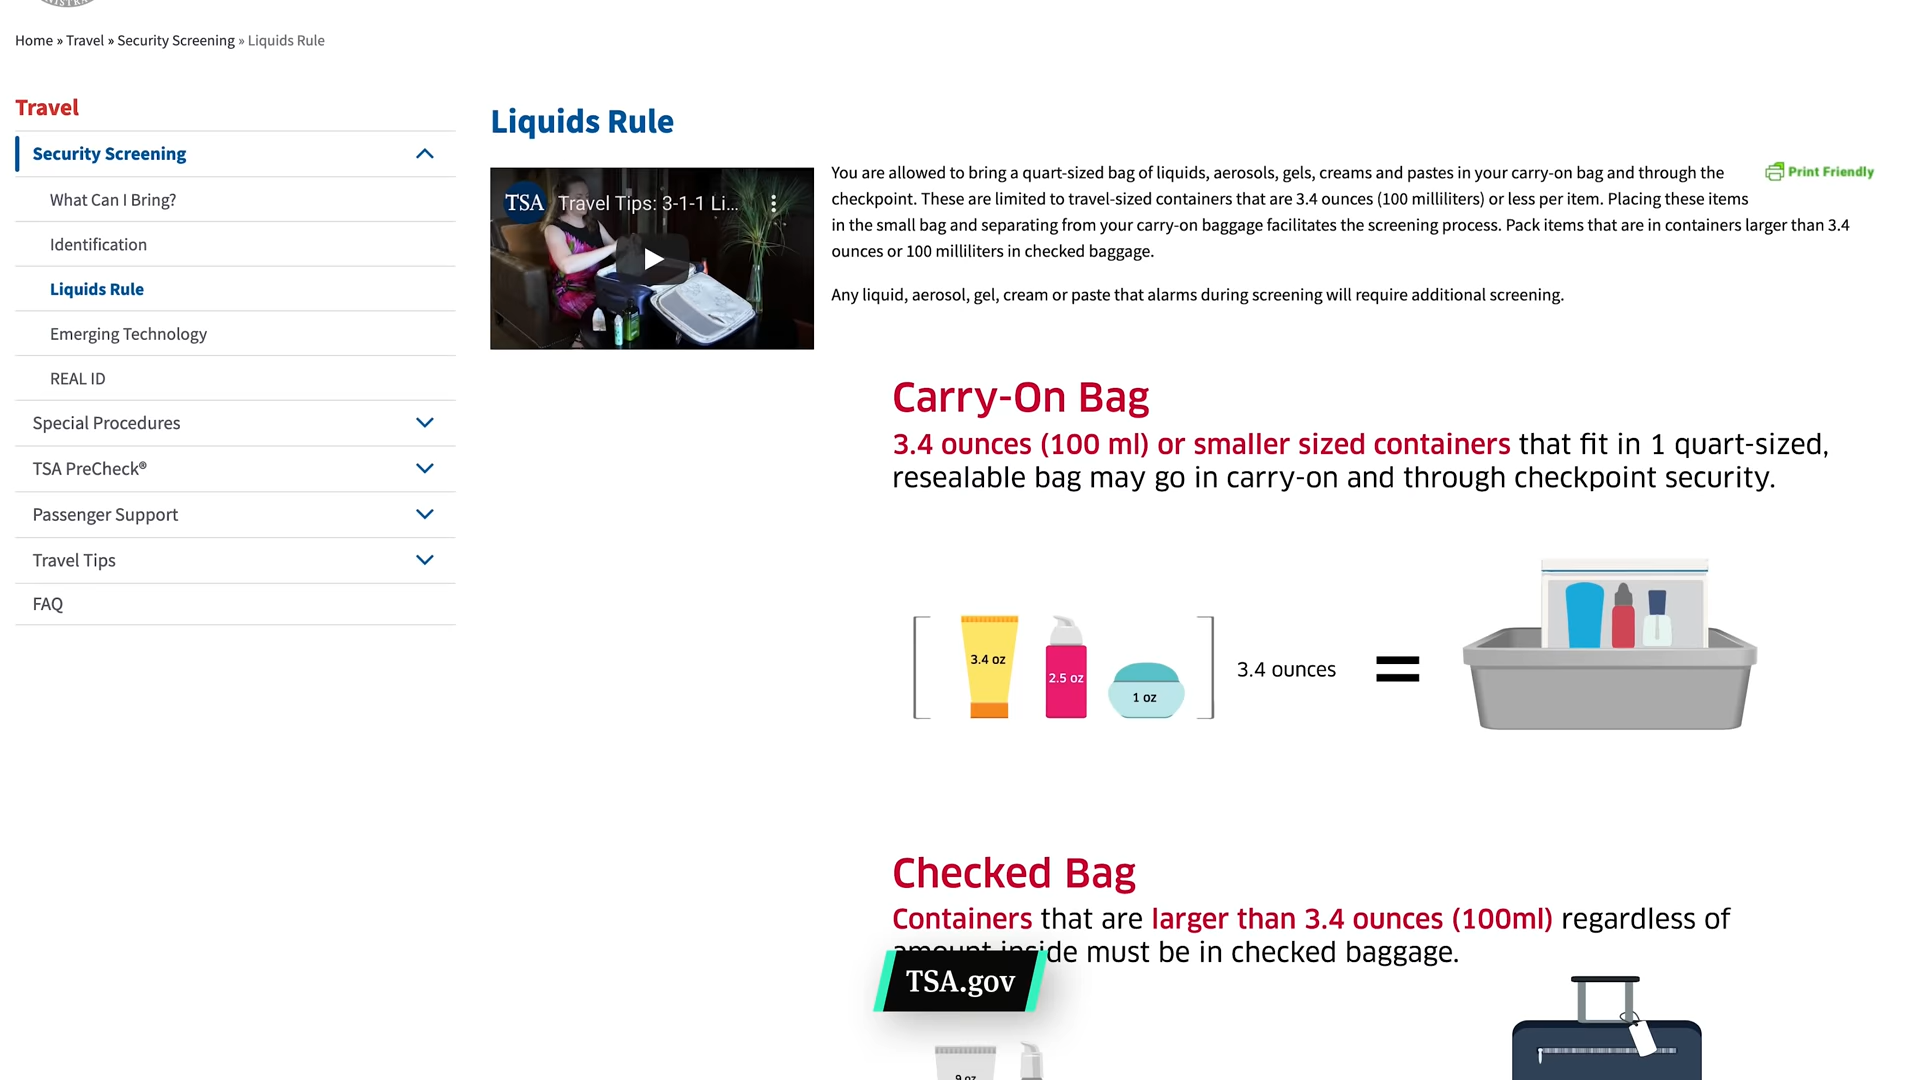 Home » Travel » Security Screening » Liquids Rule
Travel
Security Screening
What Can I Bring?
Identification
Liquids Rule
Emerging Technology
REAL ID
Special Procedures
TSA PreCheck®
Passenger Support
Travel Tips
FAQ
Liquids Rule
TSA Travel Tips: 3-1-1 Li...
You are allowed to bring a quart-sized bag of liquids, aerosols, gels, creams and pastes in your carry-on bag and through the
checkpoint. These are limited to travel-sized containers that are 3.4 ounces (100 milliliters) or less per item. Placing these items
in the small bag and separating from your carry-on baggage facilitates the screening process. Pack items that are in containers larger than 3.4
ounces or 100 milliliters in checked baggage.
Print Friendly
Any liquid, aerosol, gel, cream or paste that alarms during screening will require additional screening.
Carry-On Bag
3.4 ounces (100 ml) or smaller sized containers that fit in 1 quart-sized,
resealable bag may go in carry-on and through checkpoint security.
3.4 oz
2.5 oz
1 oz
3.4 ounces =
Checked Bag
Containers that are larger than 3.4 ounces (100ml) regardless of
amount inside must be in checked baggage.
TSA.gov
9 oz